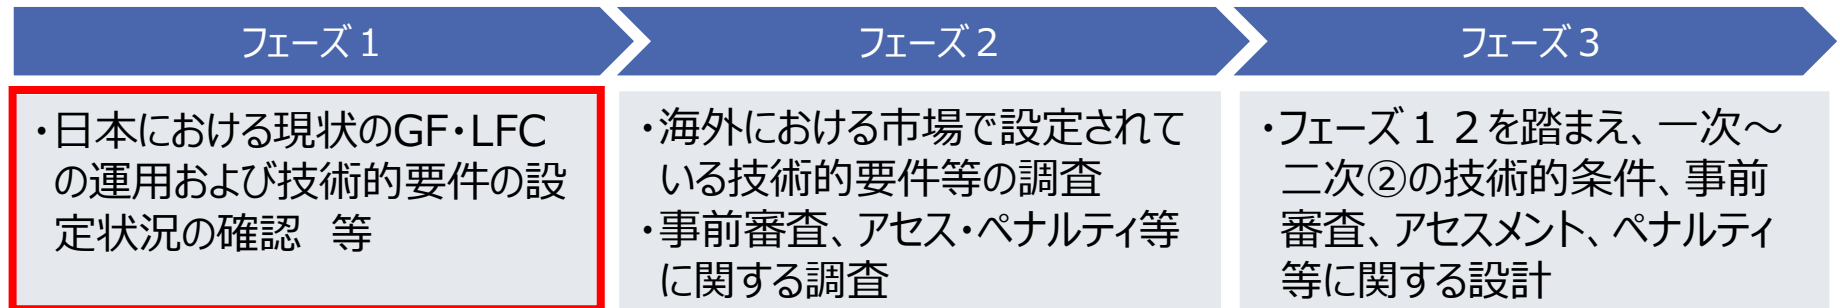 フェーズ１
フェーズ２
フェーズ３
・日本における現状のGF・LFC
の運用および技術的要件の設
定状況の確認　等
・海外における市場で設定されて
いる技術的要件等の調査
・事前審査、アセス・ペナルティ等
に関する調査
・フェーズ１２を踏まえ、一次～
二次②の技術的条件、事前
審査、アセスメント、ペナルティ
等に関する設計